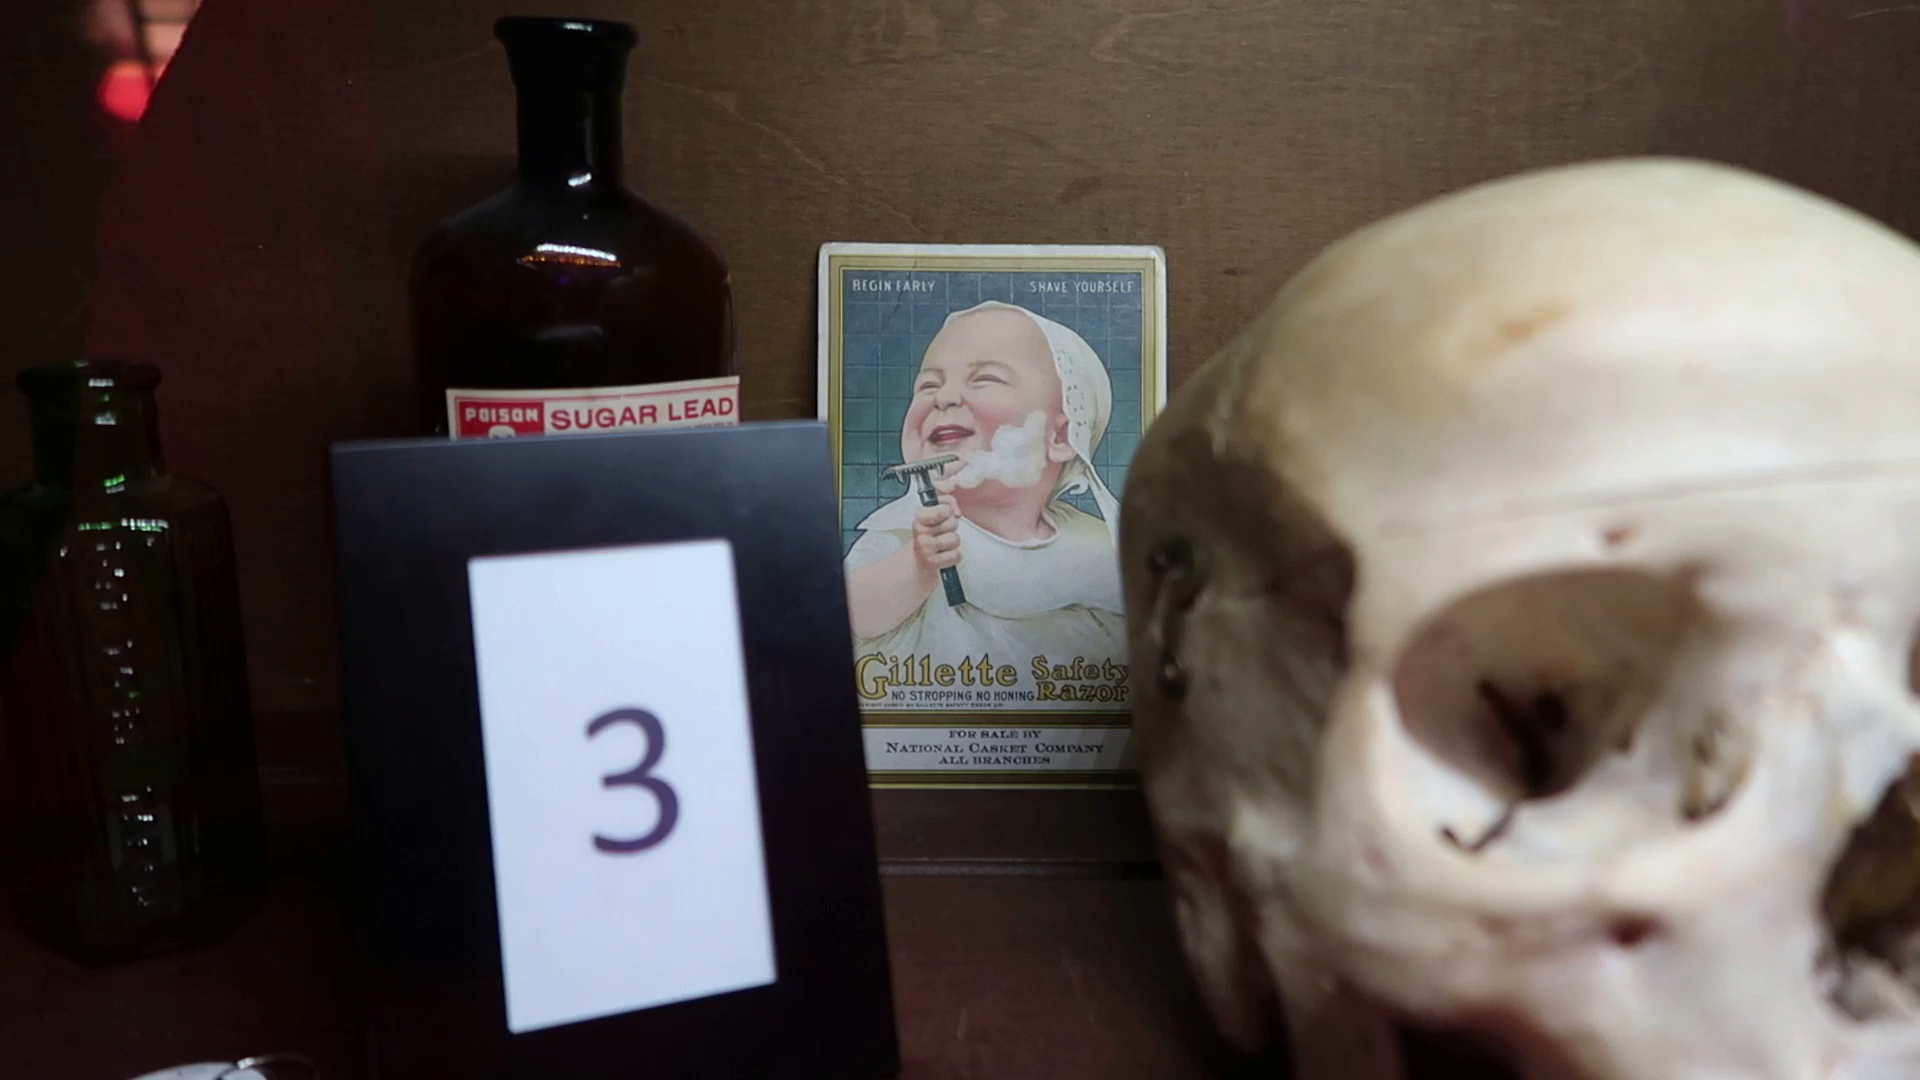 POISON SUGAR LEAD
BEGIN EARLY SHAVE YOURSELF
Gillette Safety
NO STROPPING NO HONING Razor
FOR SALE BY
NATIONAL CASKET COMPANY
ALL BRANCHES
3